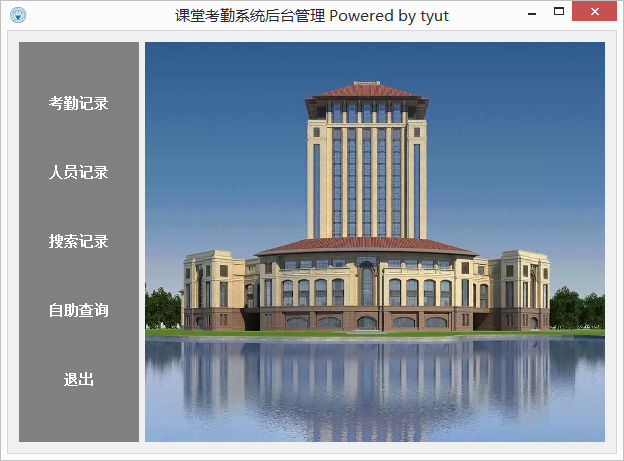 课堂考勤系统后台管理 Powered by tyut
考勤记录
人员记录
搜索记录
自助查询
退出